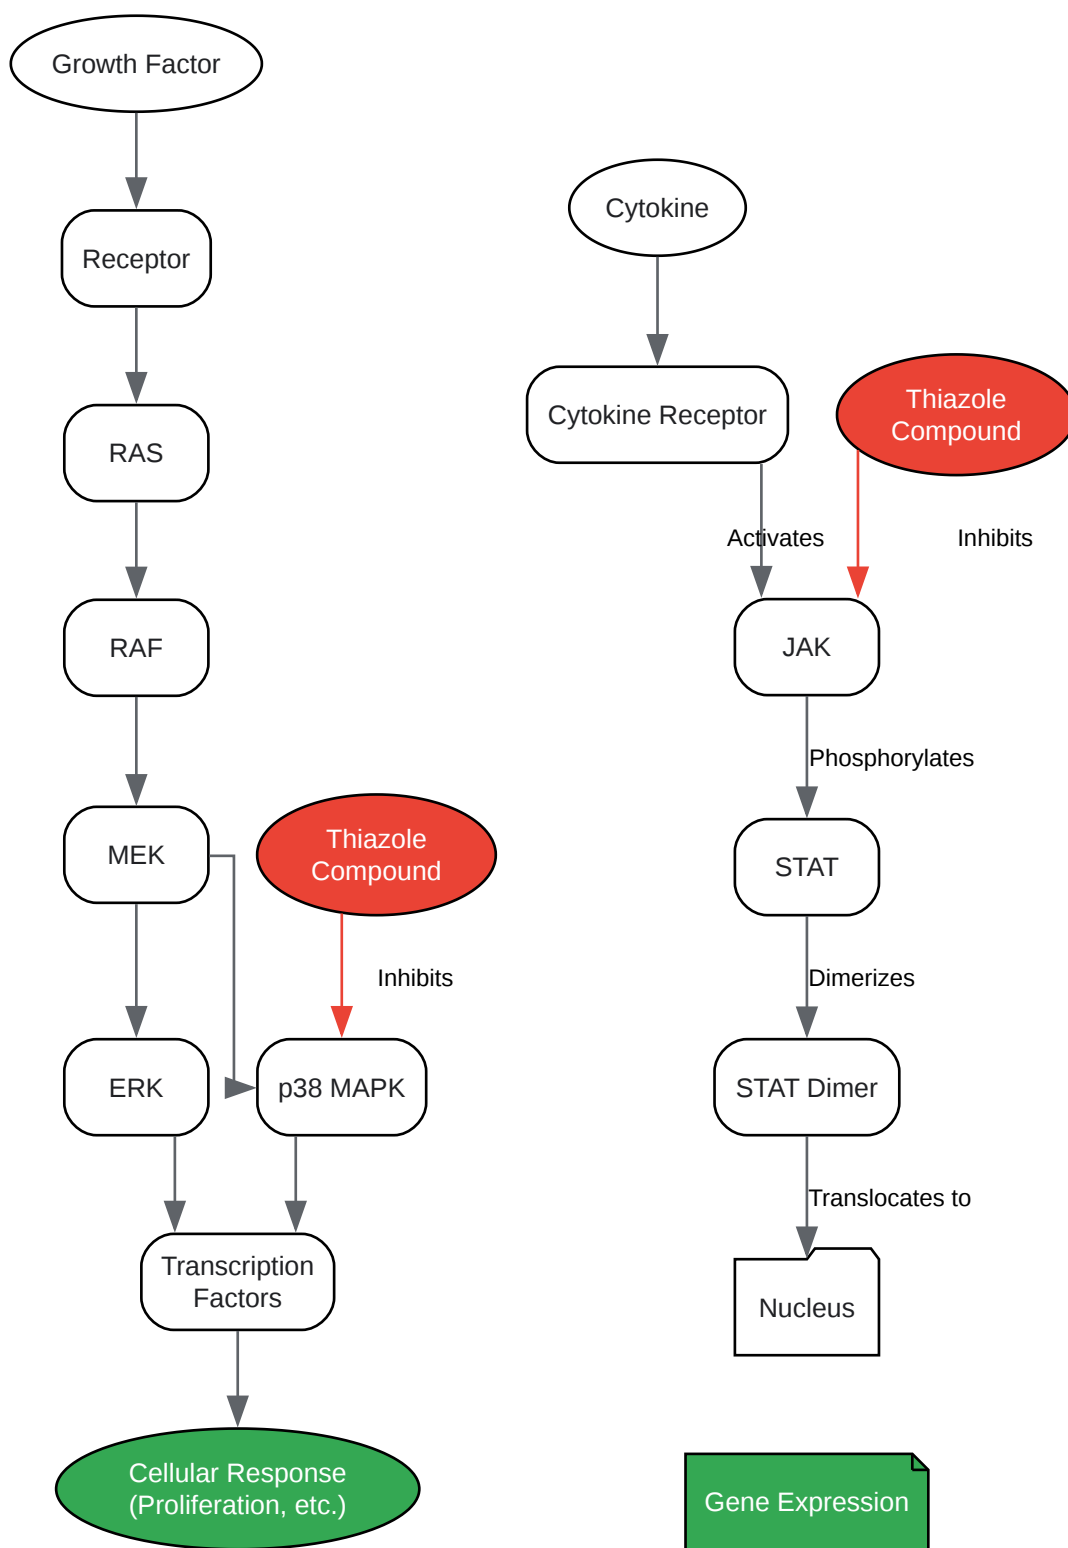 Growth Factor
Receptor
RAS
RAF
MEK
Thiazole
Compound
Inhibits
ERK
p38 MAPK
Transcription
Factors
Cellular Response
(Proliferation, etc.)
Cytokine
Cytokine Receptor
Thiazole
Compound
Activates
Inhibits
JAK
Phosphorylates
STAT
Dimerizes
STAT Dimer
Translocates to
Nucleus
Gene Expression